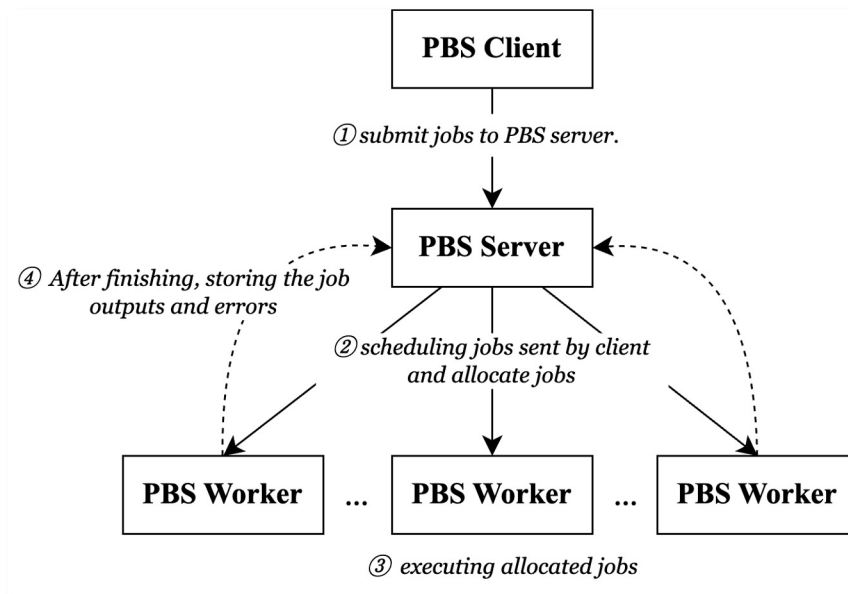 PBS Client
① submit jobs to PBS server.
PBS Server
④ After finishing, storing the job
outputs and errors
② scheduling jobs sent by client
and allocate jobs
PBS Worker ... PBS Worker ... PBS Worker
③ executing allocated jobs